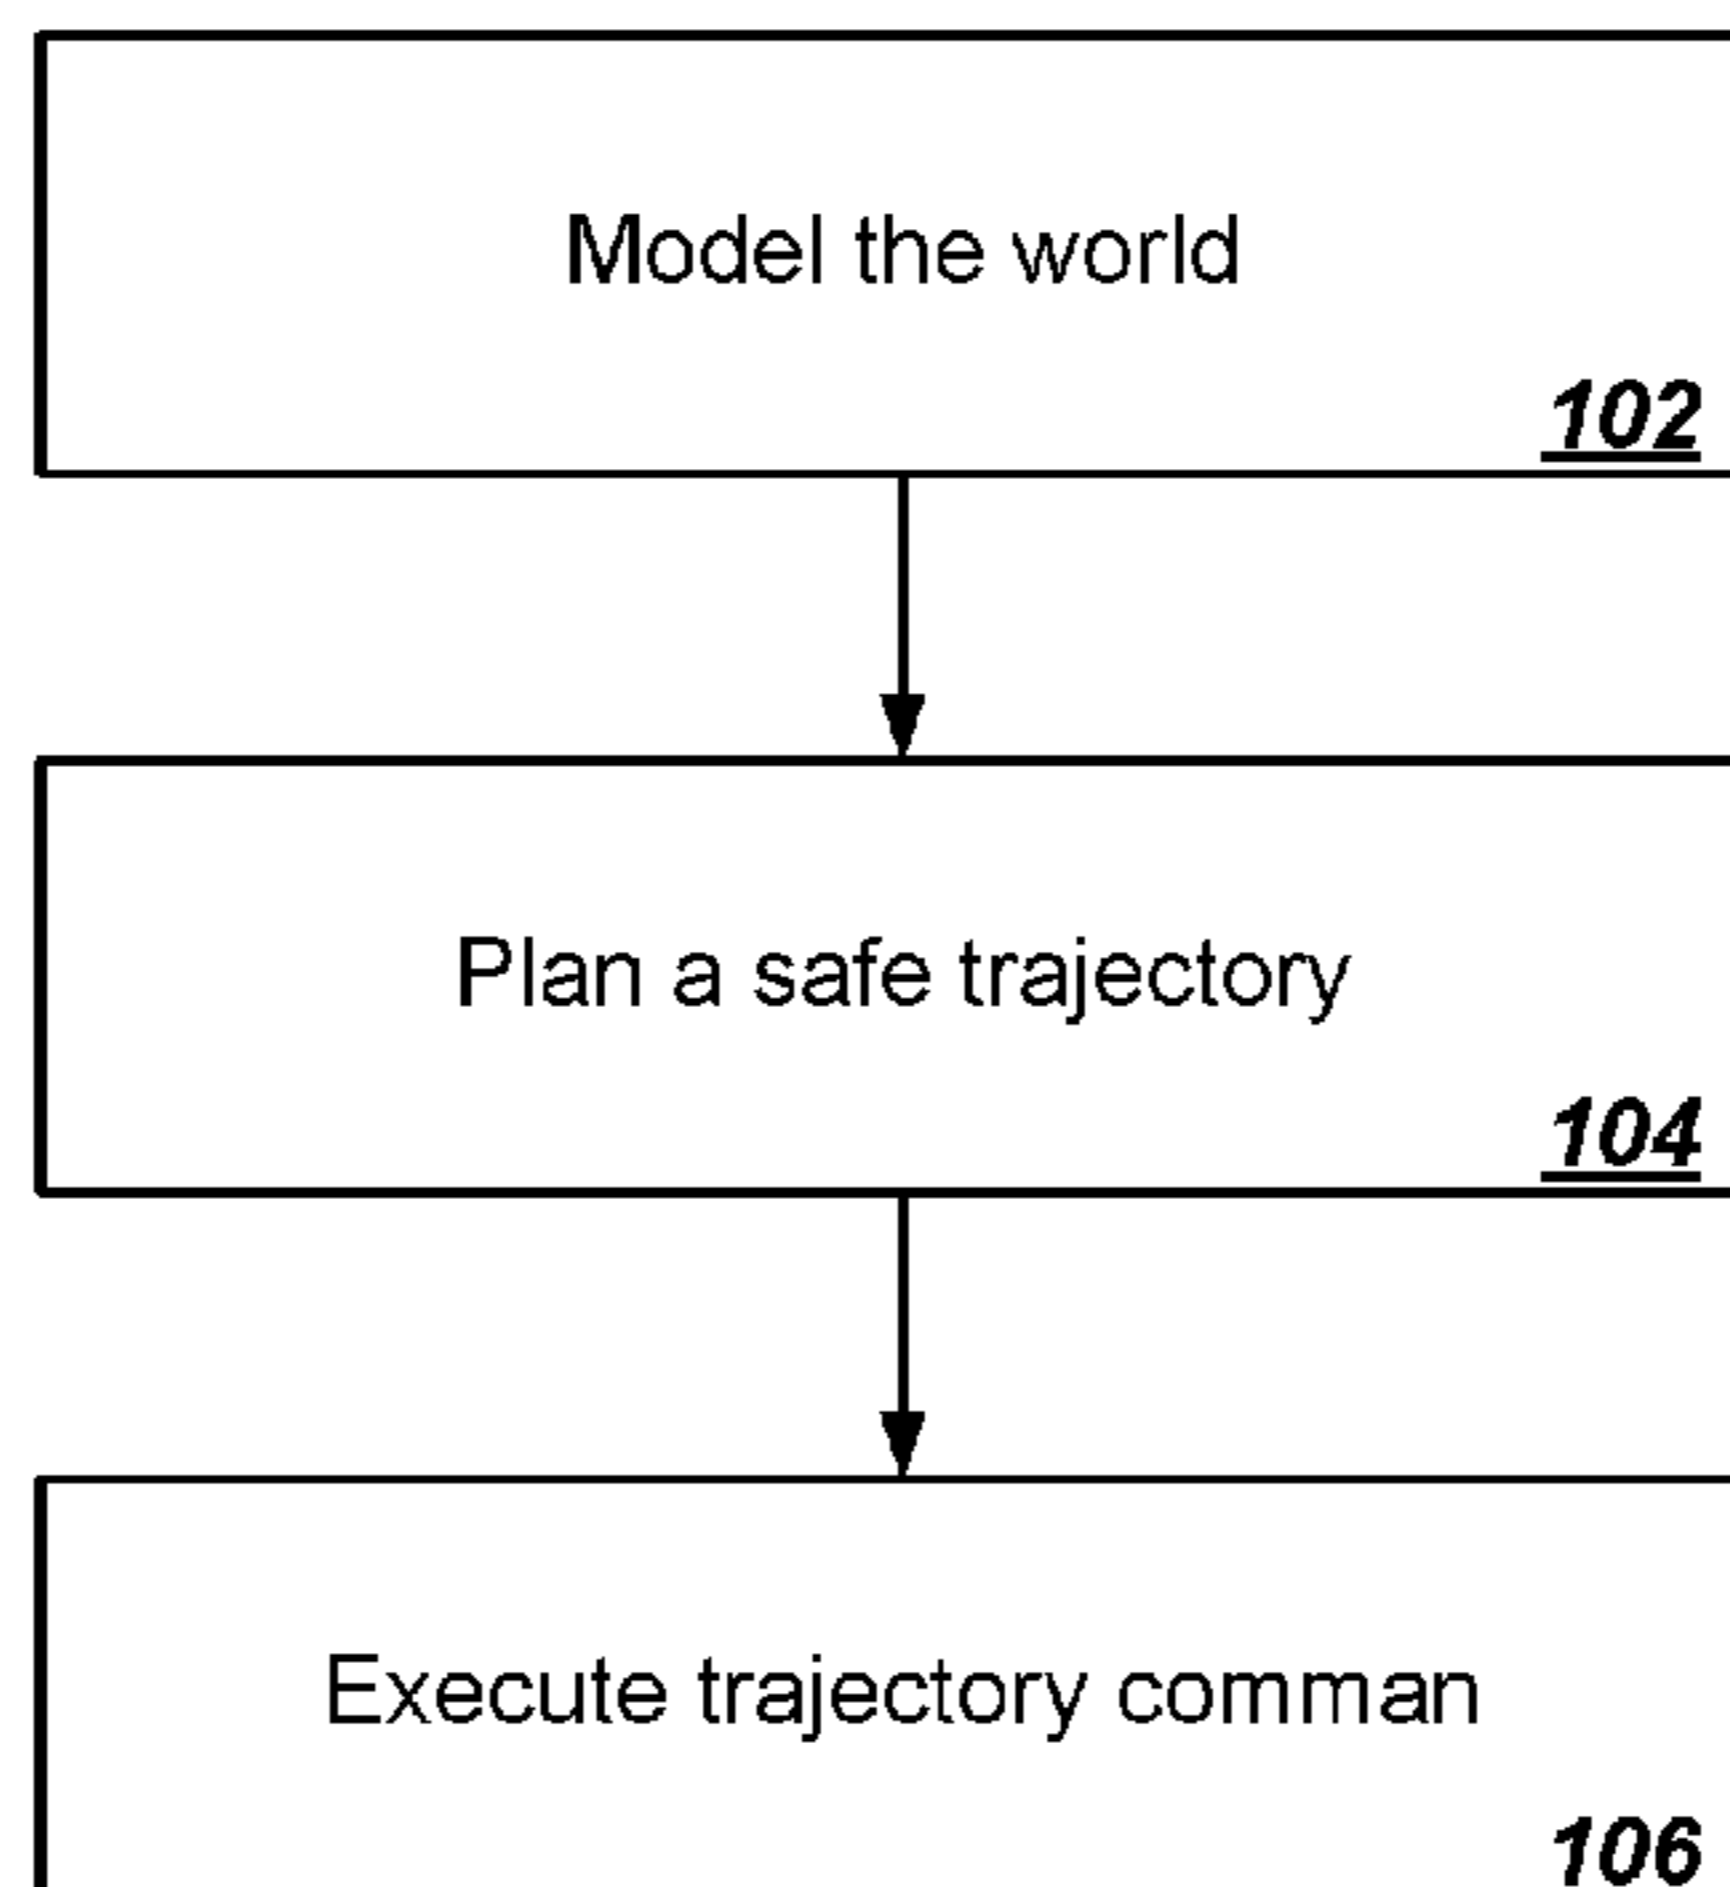 Model the world
102
Plan a safe trajectory
104
Execute trajectory comman
106